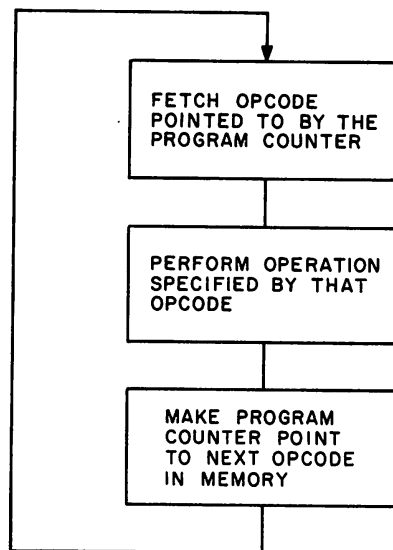 FETCH OPCODE
POINTED TO BY THE
PROGRAM COUNTER
PERFORM OPERATION
SPECIFIED BY THAT
OPCODE
MAKE PROGRAM
COUNTER POINT
TO NEXT OPCODE
IN MEMORY